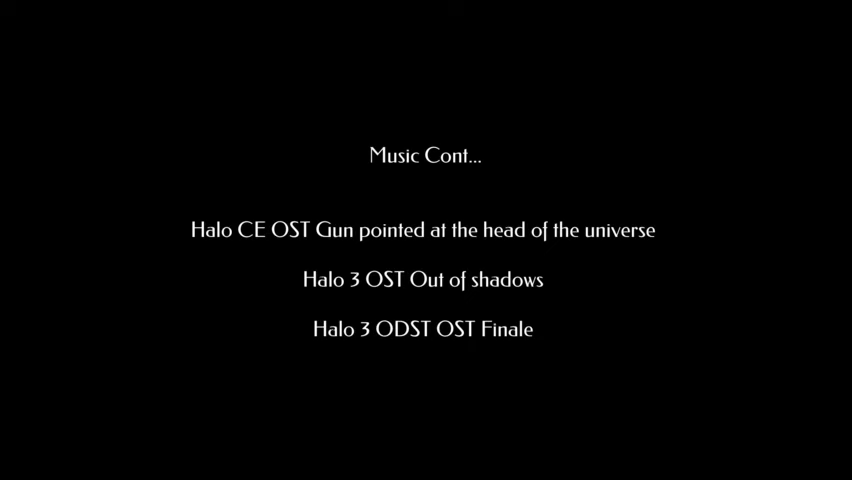 Music Cont...
Halo CE OST Gun pointed at the head of the universe
Halo 3 OST Out of shadows
Halo 3 ODST OST Finale